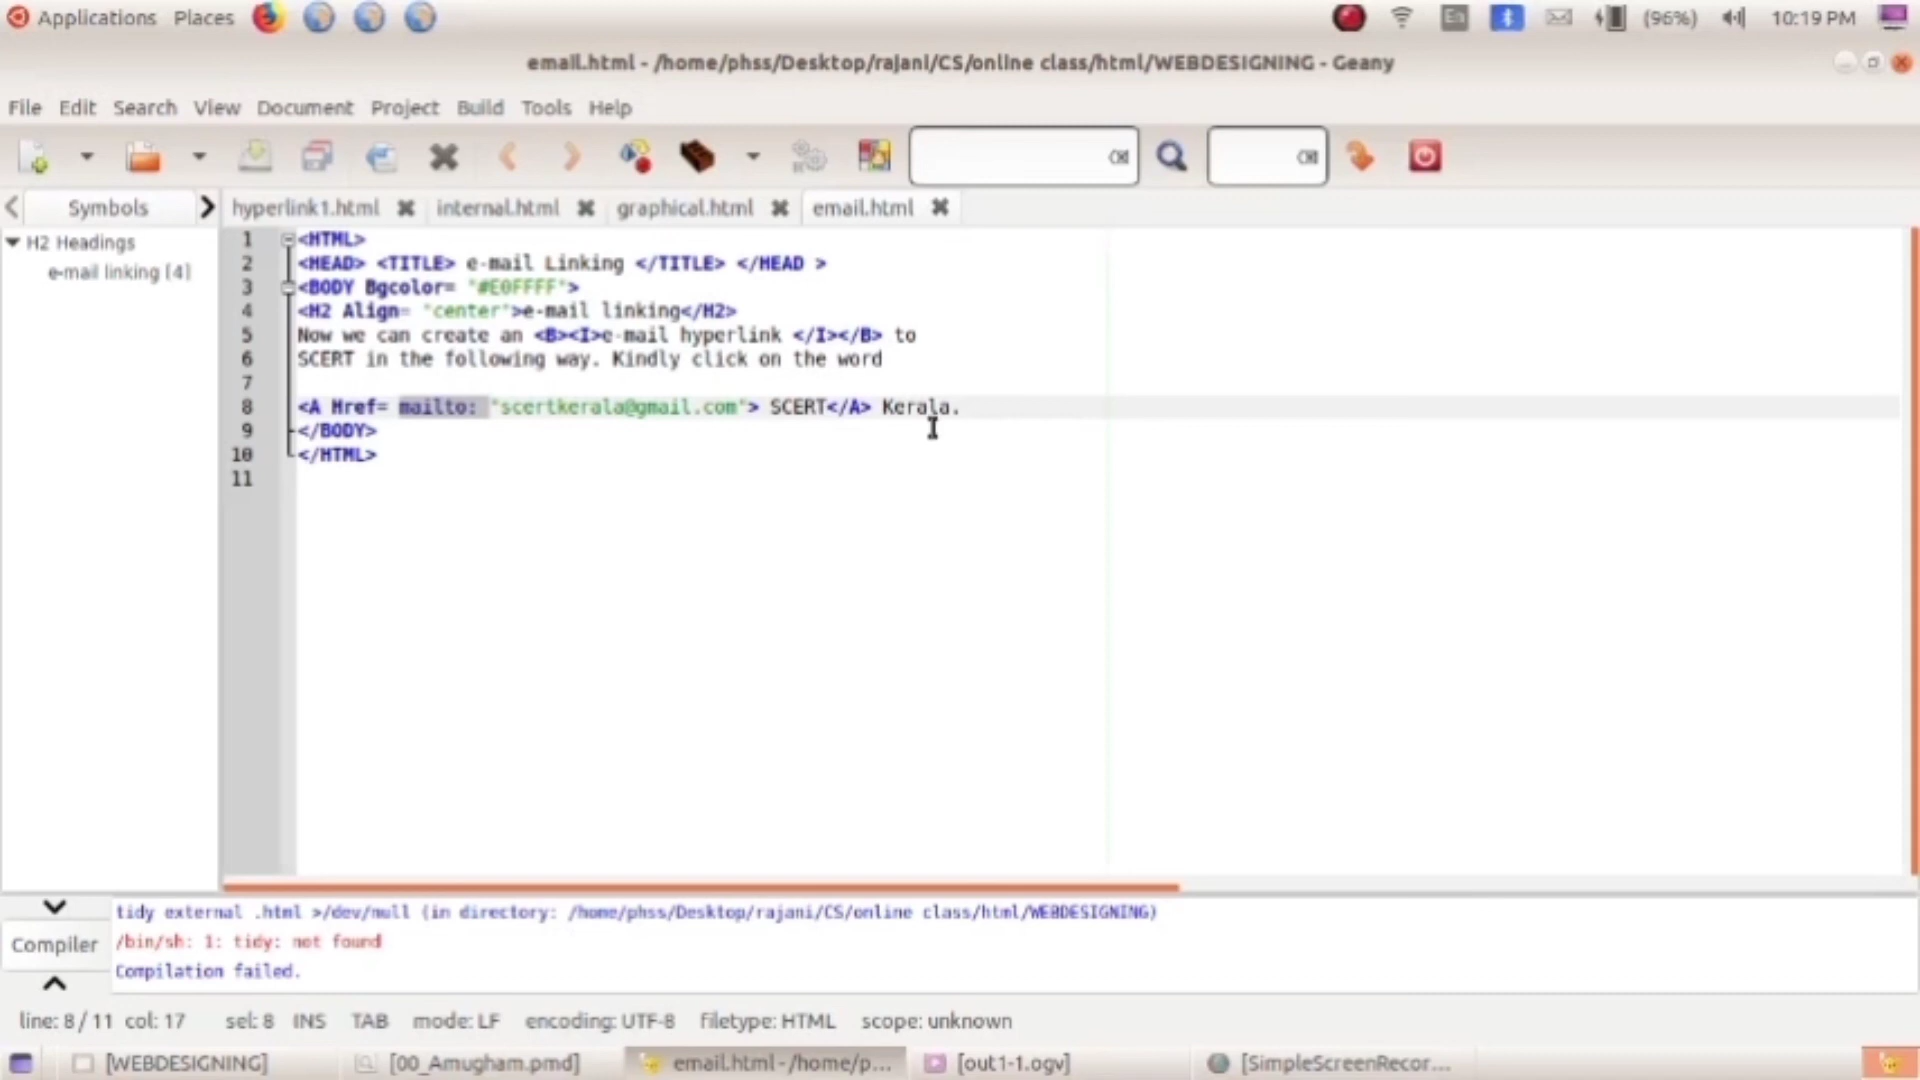 Applications Places En (96%) 10:19 PM
email.html - /home/phss/Desktop/rajani/CS/online class/html/WEBDESIGNING - Geany
File Edit Search View Document Project Build Tools Help
Symbols hyperlink1.html internal.html graphical.html email.html
H2 Headings
e-mail linking [4]
1 <HTML>
2 <HEAD> <TITLE> e-mail Linking </TITLE> </HEAD >
3 <BODY Bgcolor= "#E0FFFF">
4 <H2 Align= "center">e-mail linking</H2>
5 Now we can create an <B><I>e-mail hyperlink </I></B> to
6 SCERT in the following way. Kindly click on the word
7
8 <A Href= mailto: "scertkerala@gmail.com"> SCERT</A> Kerala.
9 </BODY>
10 </HTML>
11
Compiler
tidy external .html >/dev/null (in directory: /home/phss/Desktop/rajani/CS/online class/html/WEBDESIGNING)
/bin/sh: 1: tidy: not found
Compilation failed.
line: 8 / 11 col: 17 sel: 8 INS TAB mode: LF encoding: UTF-8 filetype: HTML scope: unknown
[WEBDESIGNING] [00_Amugham.pmd] email.html - /home/p... [out1-1.ogv] [SimpleScreenRecor...